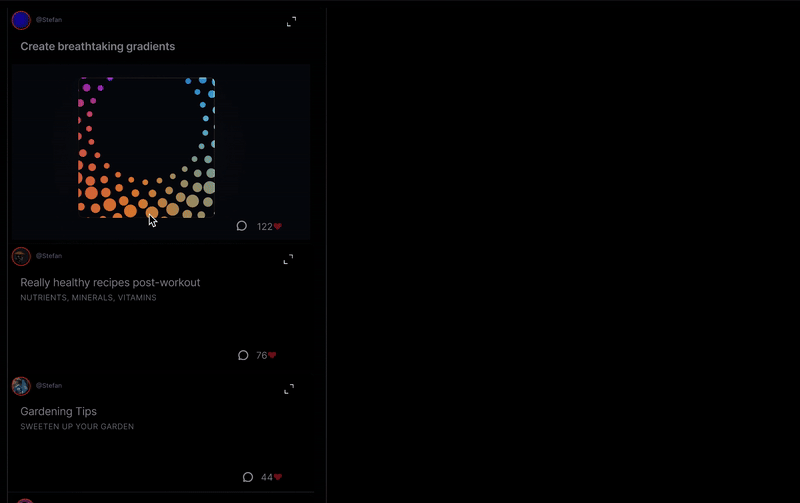 @Stefan
Create breathtaking gradients
122
@Stefan
Really healthy recipes post-workout
NUTRIENTS, MINERALS, VITAMINS
76
@Stefan
Gardening Tips
SWEETEN UP YOUR GARDEN
44